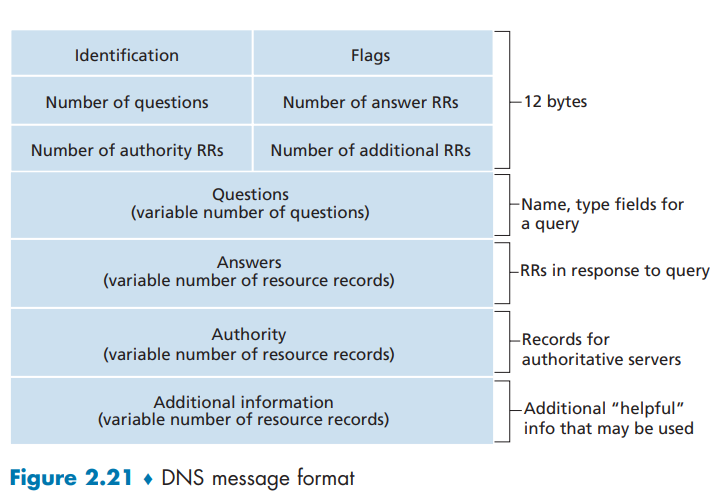 Identification
Flags
Number of questions
Number of answer RRs
12 bytes
Number of authority RRs
Number of additional RRs
Questions
(variable number of questions)
Name, type fields for
a query
Answers
(variable number of resource records)
RRs in response to query
Authority
(variable number of resource records)
Records for
authoritative servers
Additional information
(variable number of resource records)
Additional “helpful”
info that may be used
Figure 2.21 ♦ DNS message format